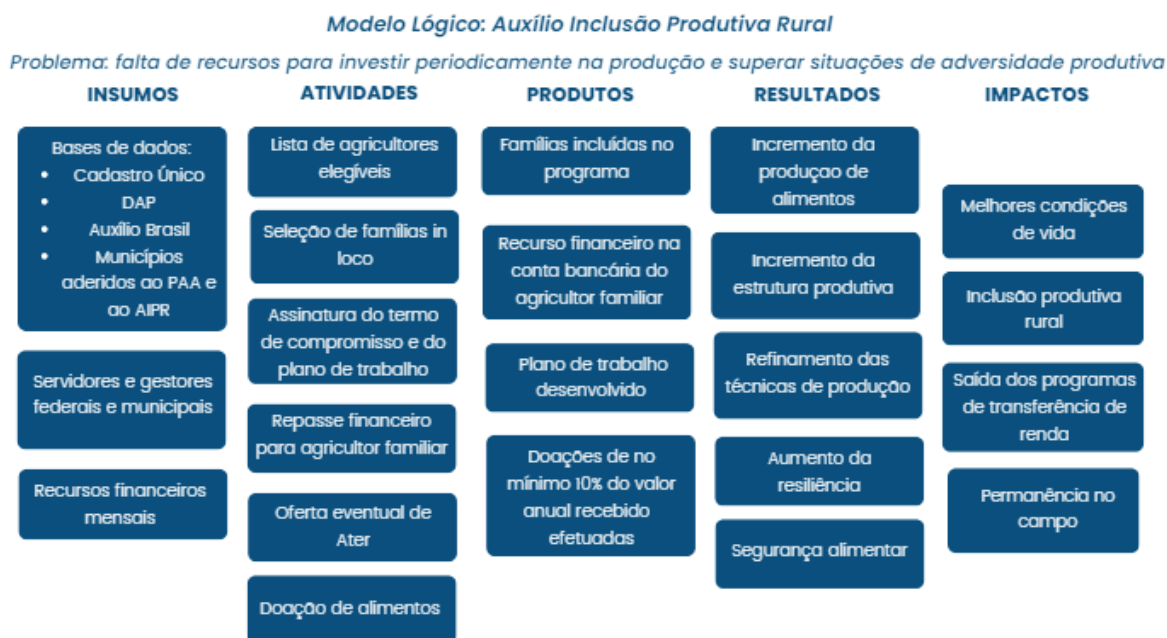 Modelo Lógico: Auxílio Inclusão Produtiva Rural
Problema: falta de recursos para investir periodicamente na produção e superar situações de adversidade produtiva
INSUMOS
Bases de dados:
• Cadastro Único
• DAP
• Auxílio Brasil
• Municípios
aderidos ao PAA e
ao AIPR
Servidores e gestores
federais e municipais
Recursos financeiros
mensais
ATIVIDADES
Lista de agricultores
elegíveis
Seleção de famílias in
loco
Assinatura do termo
de compromisso e do
plano de trabalho
Repasse financeiro
para agricultor familiar
Oferta eventual de
Ater
Doação de alimentos
PRODUTOS
Famílias incluídas no
programa
Recurso financeiro na
conta bancária do
agricultor familiar
Plano de trabalho
desenvolvido
Doações de no
mínimo 10% do valor
anual recebido
efetuadas
RESULTADOS
Incremento da
produçao de
alimentos
Incremento da
estrutura produtiva
Refinamento das
técnicas de produção
Aumento da
resiliência
Segurança alimentar
IMPACTOS
Melhores condições
de vida
Inclusão produtiva
rural
Saída dos programas
de transferência de
renda
Permanência no
campo